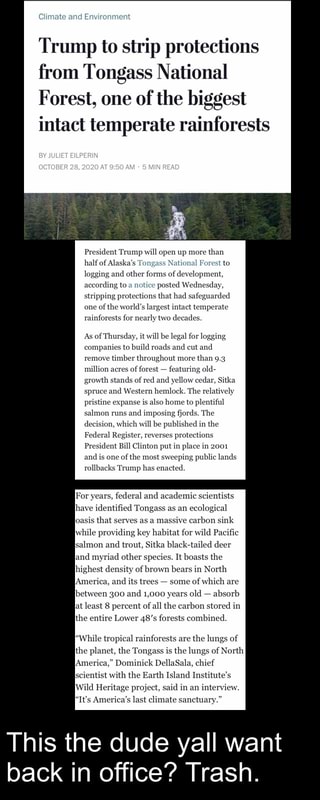 Climate and Environment
Trump to strip protections
from Tongass National
Forest, one of the biggest
intact temperate rainforests
BY JULIET EILPERIN
OCTOBER 28, 2020 AT 9:50 AM · 5 MIN READ
President Trump will open up more than
half of Alaska's Tongass National Forest to
logging and other forms of development,
according to a notice posted Wednesday,
stripping protections that had safeguarded
one of the world's largest intact temperate
rainforests for nearly two decades.
As of Thursday, it will be legal for logging
companies to build roads and cut and
remove timber throughout more than 9.3
million acres of forest — featuring old-
growth stands of red and yellow cedar, Sitka
spruce and Western hemlock. The relatively
pristine expanse is also home to plentiful
salmon runs and imposing fjords. The
decision, which will be published in the
Federal Register, reverses protections
President Bill Clinton put in place in 2001
and is one of the most sweeping public lands
rollbacks Trump has enacted.
For years, federal and academic scientists
have identified Tongass as an ecological
oasis that serves as a massive carbon sink
while providing key habitat for wild Pacific
salmon and trout, Sitka black-tailed deer
and myriad other species. It boasts the
highest density of brown bears in North
America, and its trees — some of which are
between 300 and 1,000 years old — absorb
at least 8 percent of all the carbon stored in
the entire Lower 48's forests combined.
"While tropical rainforests are the lungs of
the planet, the Tongass is the lungs of North
America," Dominick DellaSala, chief
scientist with the Earth Island Institute's
Wild Heritage project, said in an interview.
"It's America's last climate sanctuary."
This the dude yall want
back in office? Trash.